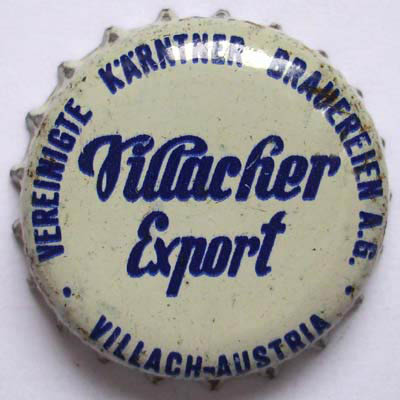 VEREINIGTE KÄRNTNER BRAUEREIEN A.G.
Villacher
Export
• VILLACH-AUSTRIA •